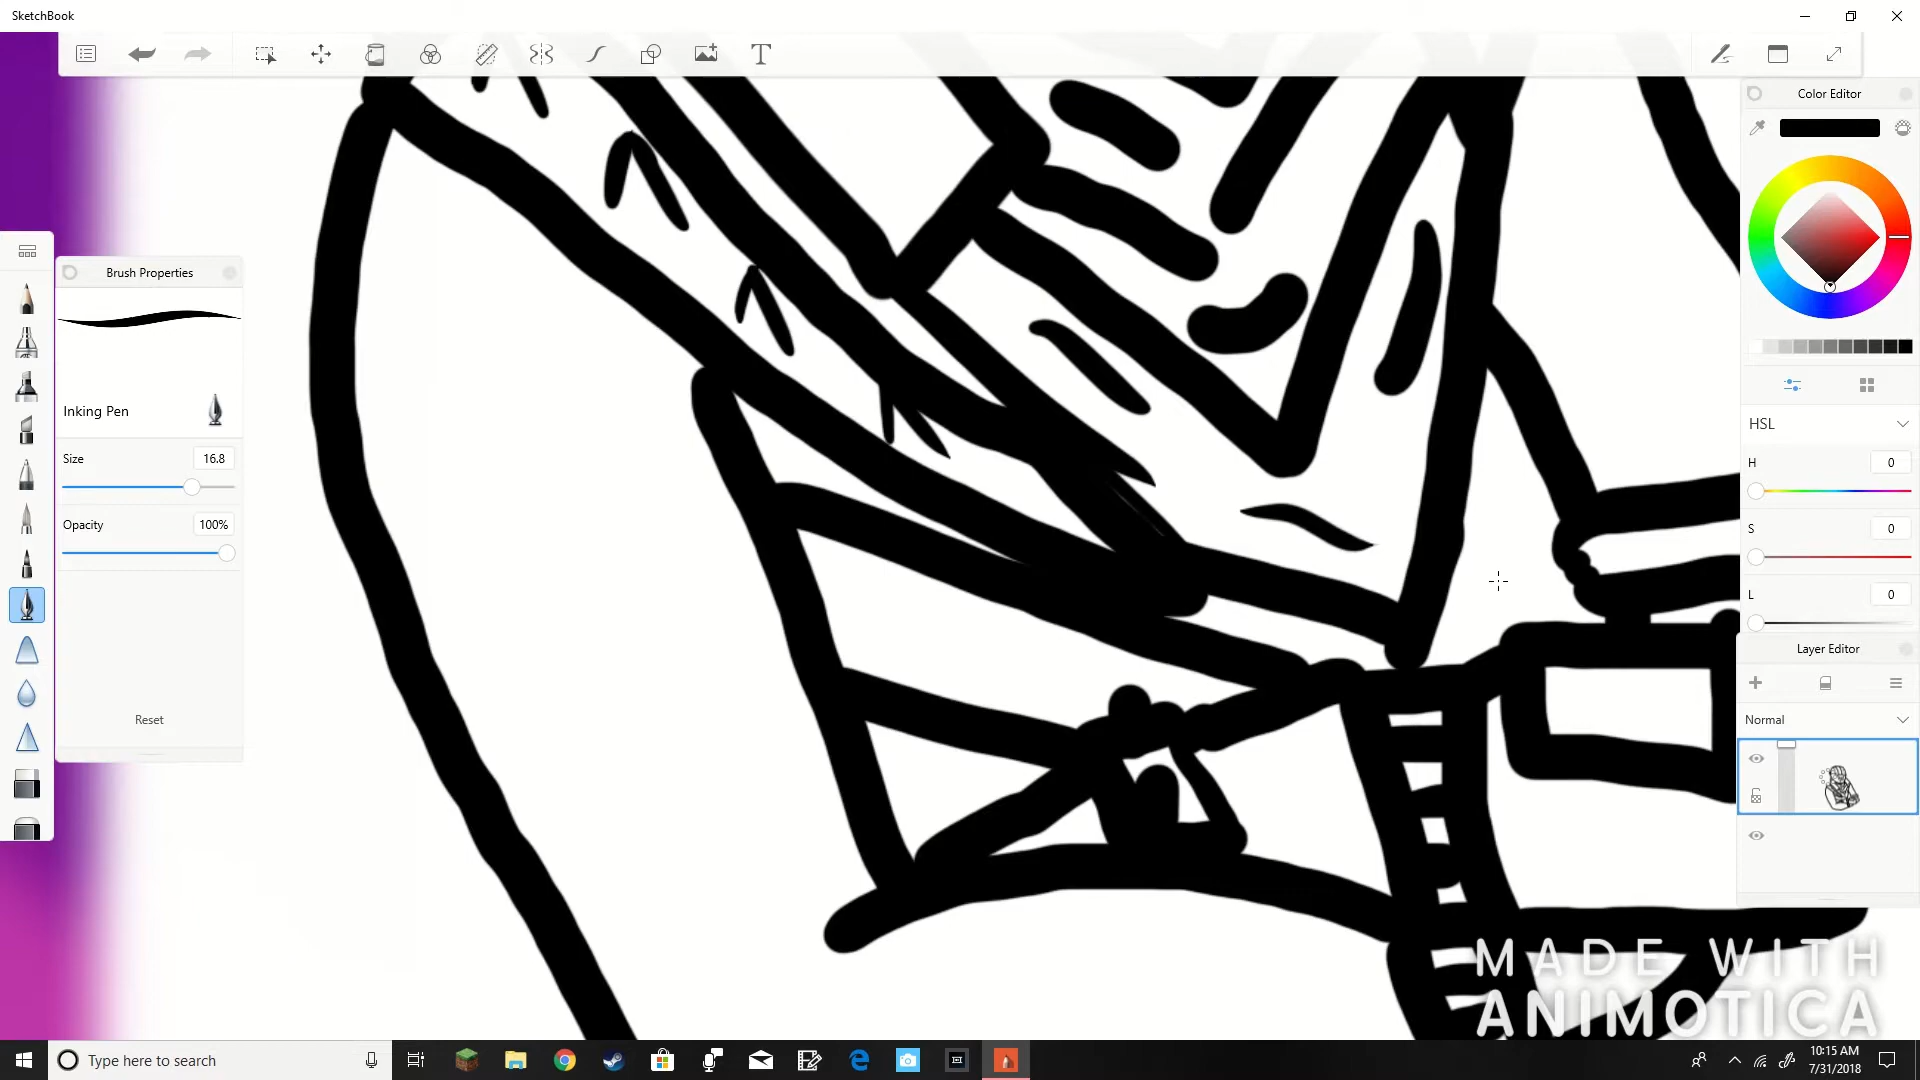 SketchBook
T
Color Editor
Brush Properties
Inking Pen
Size
16.8
Opacity
100%
Reset
HSL
H
0
S
0
L
0
Layer Editor
Normal
MADE WITH
ANIMOTICA
Type here to search
10:15 AM
7/31/2018